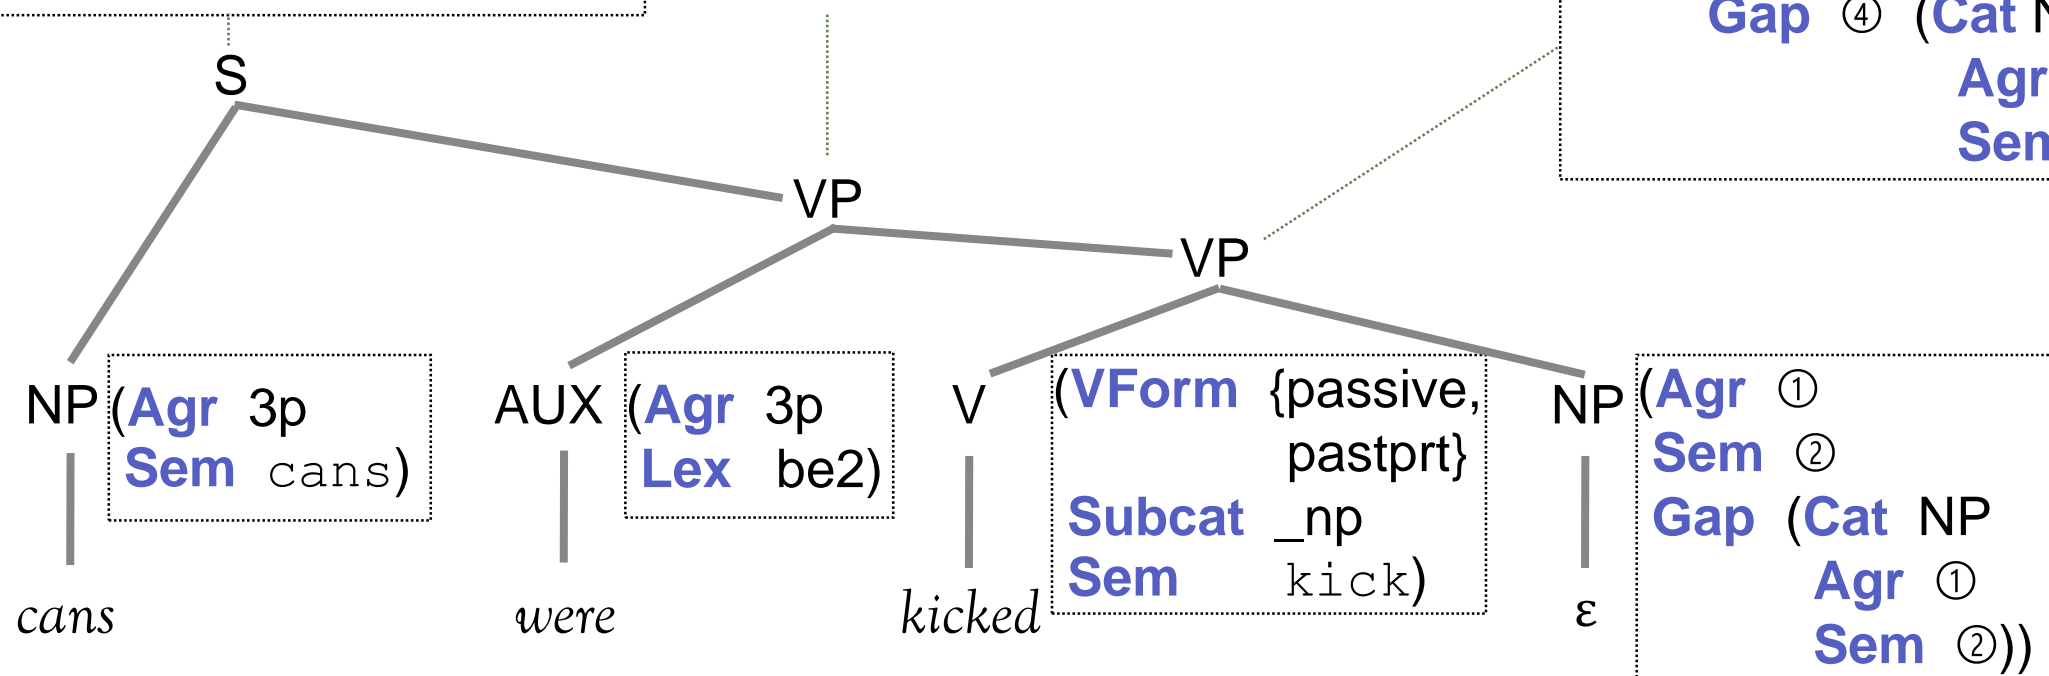 Gap ④ (Cat
Agr
S
Sem
VP
VP
NP (Agr 3p
Sem cans)
AUX (Agr 3p
Lex be2)
V (VForm {passive,
pastprt}
Subcat _np
Sem kick)
NP (Agr ①
Sem ②
Gap (Cat NP
Agr ①
Sem ②))
cans
were
kicked
ε